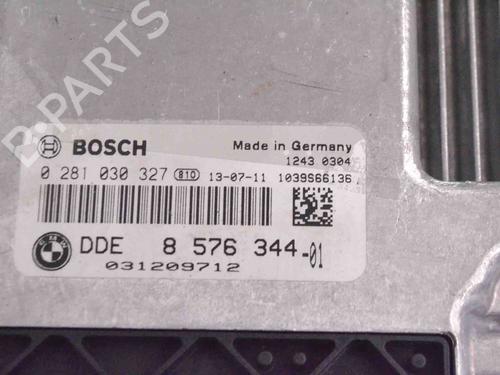 B-PARTS
BOSCH Made in Germany
1243 0304
0 281 030 327 810 13-07-11 1039S66136
BMW DDE 8 576 344-01
031209712